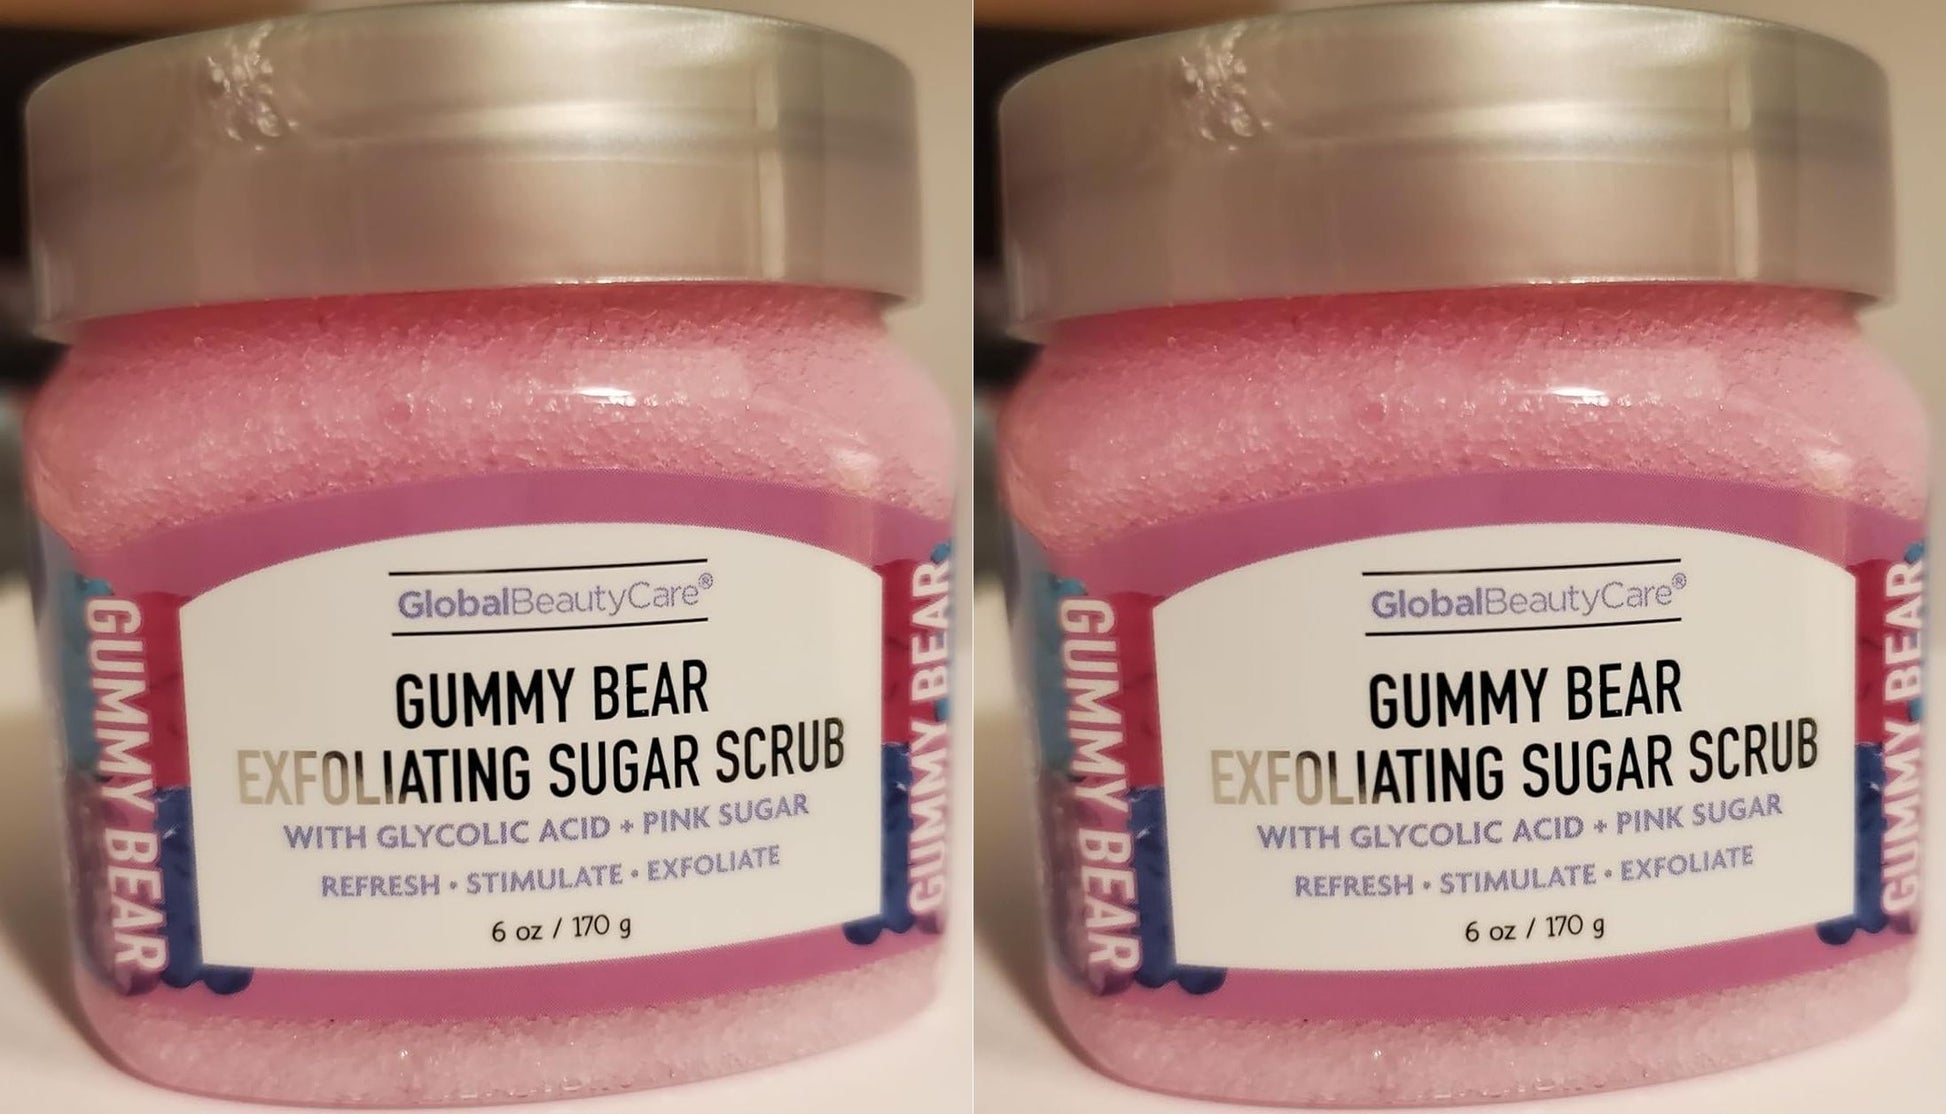 GlobalBeautyCare®
GUMMY BEAR
EXFOLIATING SUGAR SCRUB
WITH GLYCOLIC ACID + PINK SUGAR
REFRESH • STIMULATE • EXFOLIATE
6 oz / 170 g
GUMMY BEAR
GUMMY BEAR
GlobalBeautyCare®
GUMMY BEAR
EXFOLIATING SUGAR SCRUB
WITH GLYCOLIC ACID + PINK SUGAR
REFRESH • STIMULATE • EXFOLIATE
6 oz / 170 g
GUMMY BEAR
GUMMY BEAR